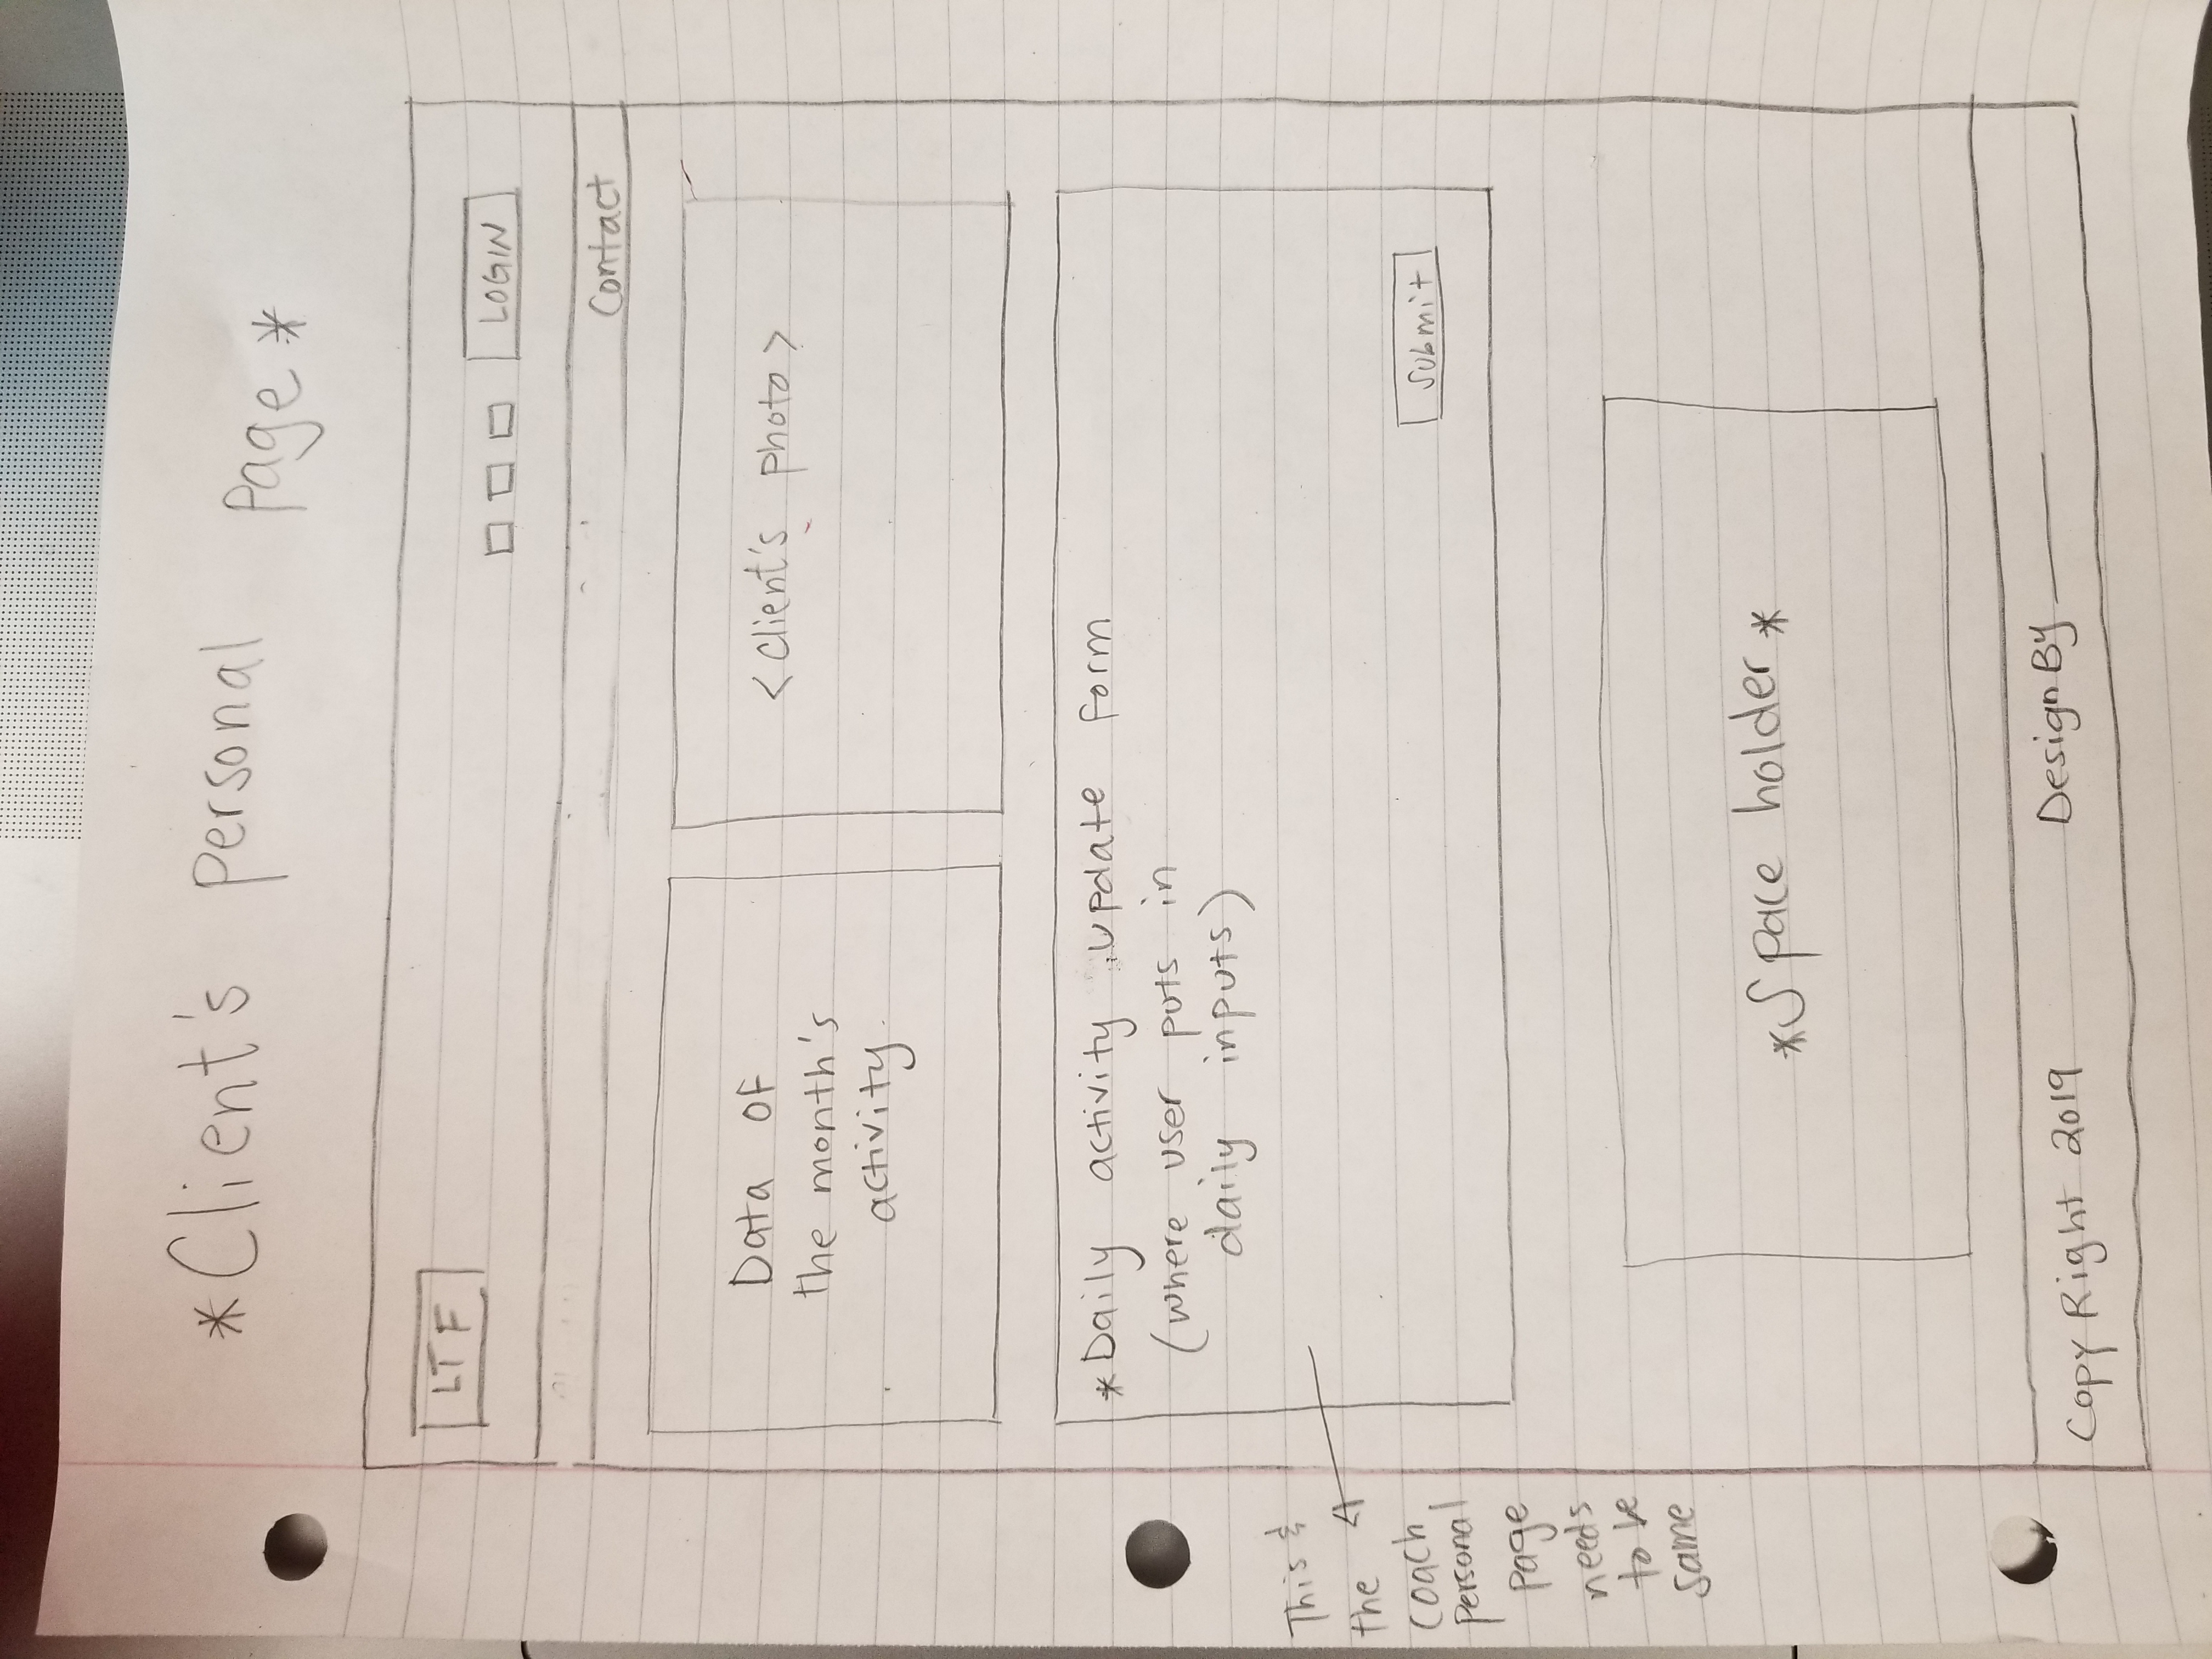 *Client's personal Page*
LTF
LOGIN
Contact
Data of
the month's
activity.
<client's photo>
*Daily activity update form
(where user puts in
daily inputs)
Submit
This &
the
coach
personal
page
needs
to be
same
*Space holder*
Copy Right 2019
Design By